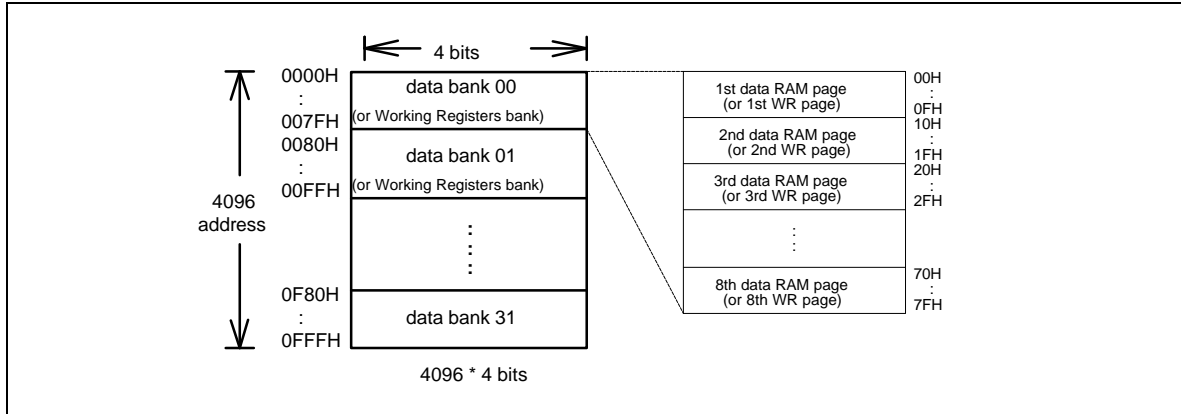 4 bits
0000H
:
007FH
0080H
:
00FFH
0F80H
:
0FFFH
4096
address
data bank 00
(or Working Registers bank)
data bank 01
(or Working Registers bank)
data bank 31
4096 * 4 bits
1st data RAM page
(or 1st WR page)
2nd data RAM page
(or 2nd WR page)
3rd data RAM page
(or 3rd WR page)
8th data RAM page
(or 8th WR page)
00H
:
0FH
10H
:
1FH
20H
:
2FH
70H
:
7FH